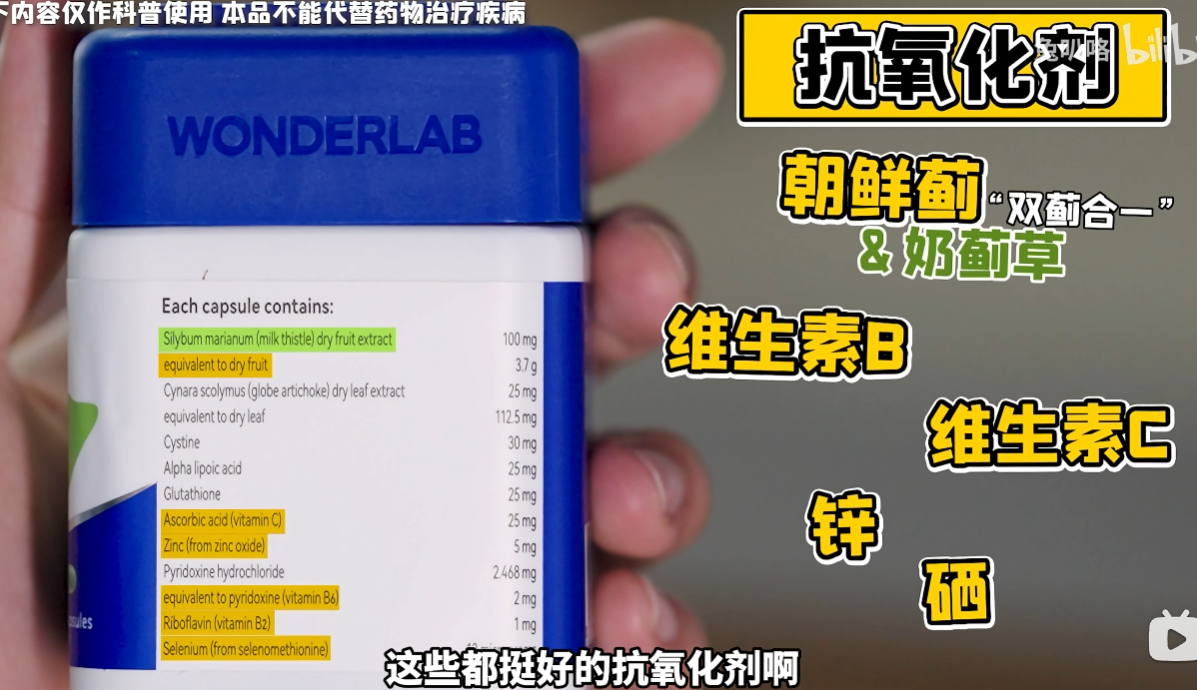 下内容仅作科普使用 本品不能代替药物治疗疾病
抗氧化剂
兔叭咯
WONDERLAB
朝鲜蓟 “双蓟合一”
& 奶蓟草
维生素B
维生素C
锌
硒
Each capsule contains:
Silybum marianum (milk thistle) dry fruit extract 100 mg
equivalent to dry fruit 3.7 g
Cynara scolymus (globe artichoke) dry leaf extract 25 mg
equivalent to dry leaf 112.5 mg
Cystine 30 mg
Alpha lipoic acid 25 mg
Glutathione 25 mg
Ascorbic acid (vitamin C) 25 mg
Zinc (from zinc oxide) 5 mg
Pyridoxine hydrochloride 2.468 mg
equivalent to pyridoxine (vitamin B6) 2 mg
Riboflavin (vitamin B2) 1 mg
Selenium (from selenomethionine)
这些都挺好的抗氧化剂啊